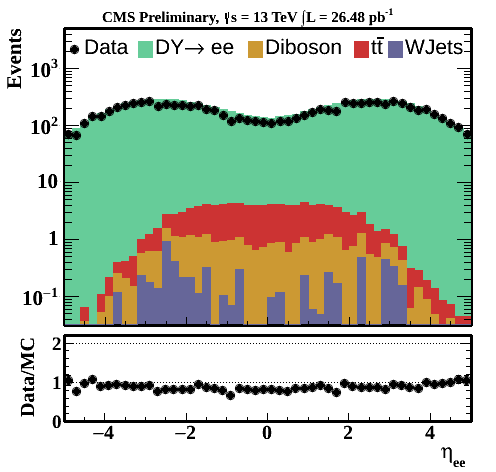 CMS Preliminary, √s = 13 TeV ∫L = 26.48 pb⁻¹
Events
Data DY→ ee Diboson tt̄ WJets
10³
10²
10
1
10⁻¹
Data/MC
2
1
0
−4 −2 0 2 4
ηee